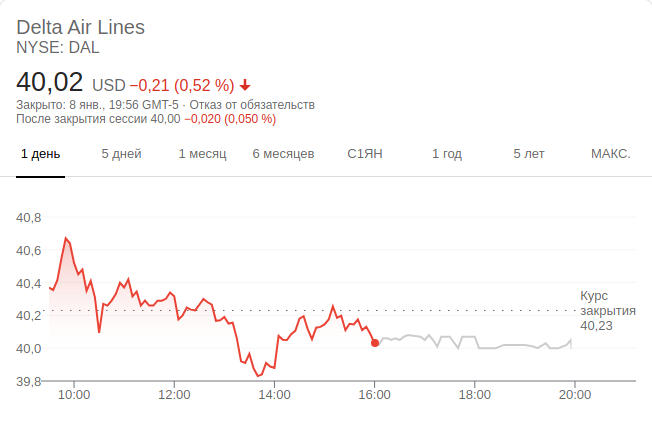 Delta Air Lines
NYSE: DAL
40,02 USD −0,21 (0,52 %)
Закрыто: 8 янв., 19:56 GMT-5 · Отказ от обязательств
После закрытия сессии 40,00 −0,020 (0,050 %)
1 день 5 дней 1 месяц 6 месяцев С1ЯН 1 год 5 лет МАКС.
40,8
40,6
40,4
40,2
40,0
39,8
Курс
закрытия
40,23
10:00 12:00 14:00 16:00 18:00 20:00